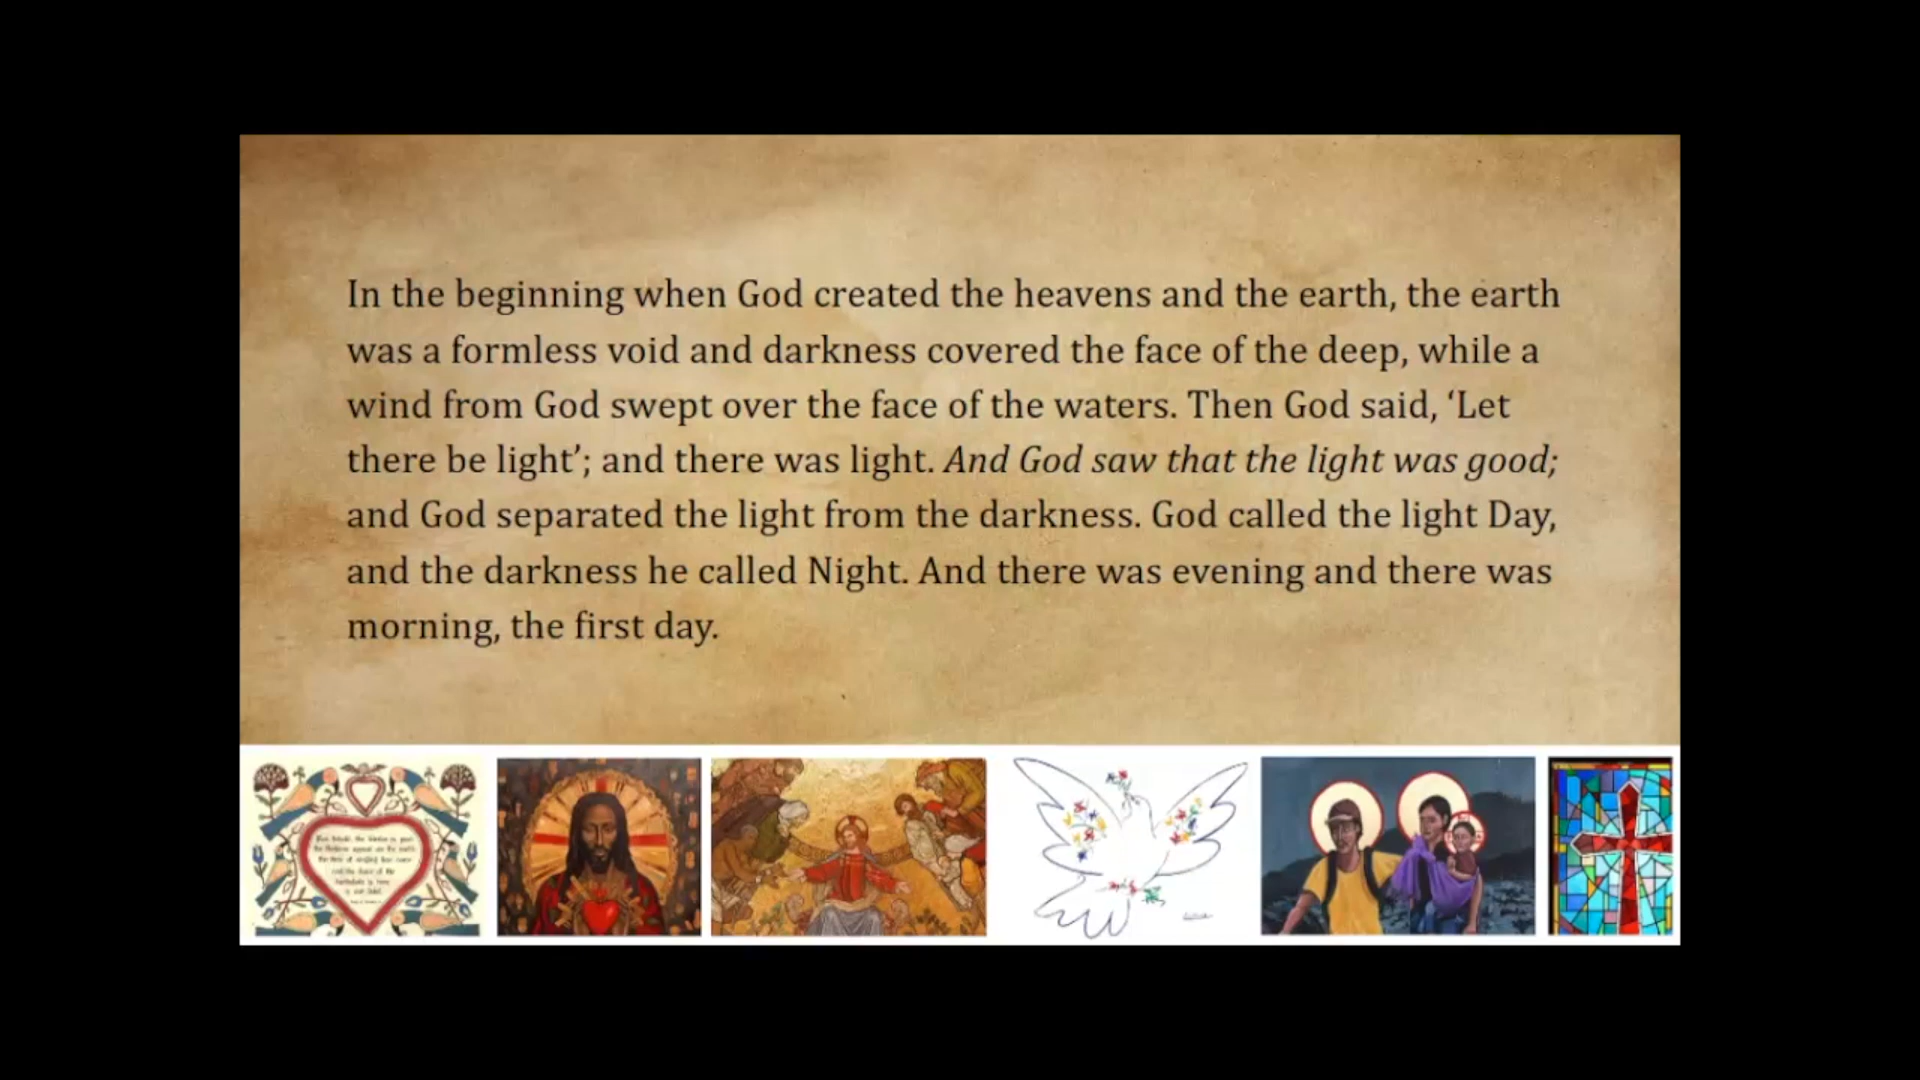 In the beginning when God created the heavens and the earth, the earth
was a formless void and darkness covered the face of the deep, while a
wind from God swept over the face of the waters. Then God said, ‘Let
there be light’; and there was light. And God saw that the light was good;
and God separated the light from the darkness. God called the light Day,
and the darkness he called Night. And there was evening and there was
morning, the first day.